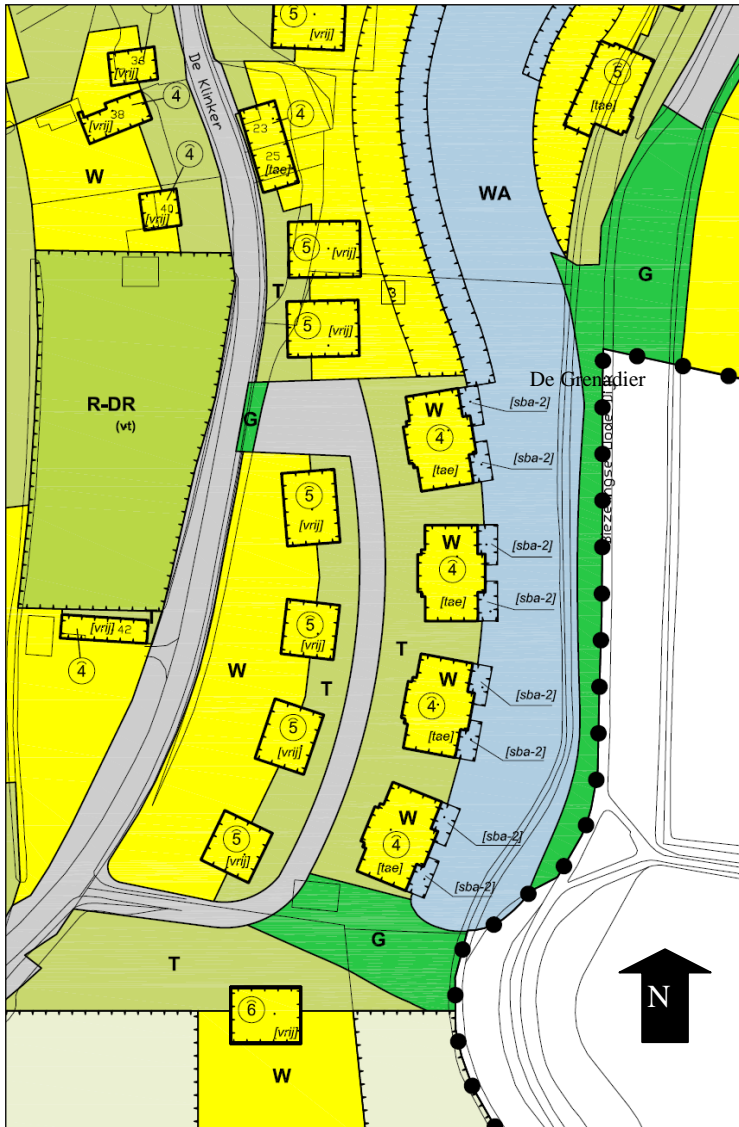 5
[vrij]
36
[vrij]
De Klinker
5
[tae]
38
[vrij]
4
23
4
25
[tae]
4
W
40
[vrij]
WA
5
[vrij]
G
T
3
5
[vrij]
De Grenadier
R-DR
(vt)
G
W
4
[tae]
[sba-2]
[sba-2]
5
[vrij]
W
4
[tae]
[sba-2]
[sba-2]
[vrij] 42
4
5
[vrij]
W
T
T
W
4
[tae]
[sba-2]
[sba-2]
5
[vrij]
5
[vrij]
W
4
[tae]
[sba-2]
[sba-2]
G
T
6
[vrij]
N
W